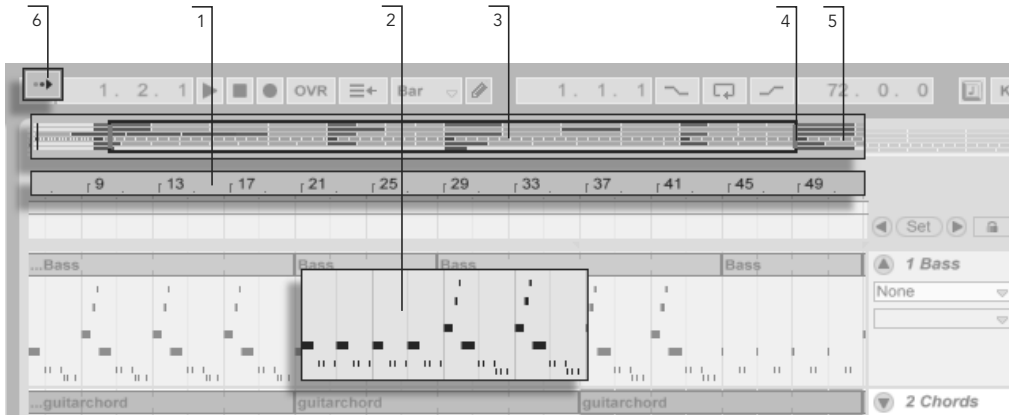 6 1 2 3 4 5
1. 2. 1 OVR Bar 1. 1. 1 72. 0. 0 K
9 13 17 21 25 29 33 37 41 45 49
Set
...Bass Bass Bass Bass 1 Bass
None
...guitarchord guitarchord guitarchord 2 Chords